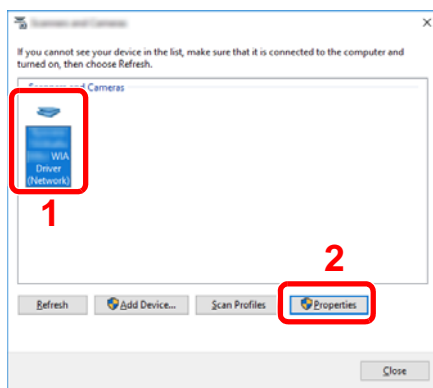 If you cannot see your device in the list, make sure that it is connected to the computer and
turned on, then choose Refresh.
Scanners and Cameras
WIA
Driver
(Network)
1
2
Refresh
Add Device...
Scan Profiles
Properties
Close